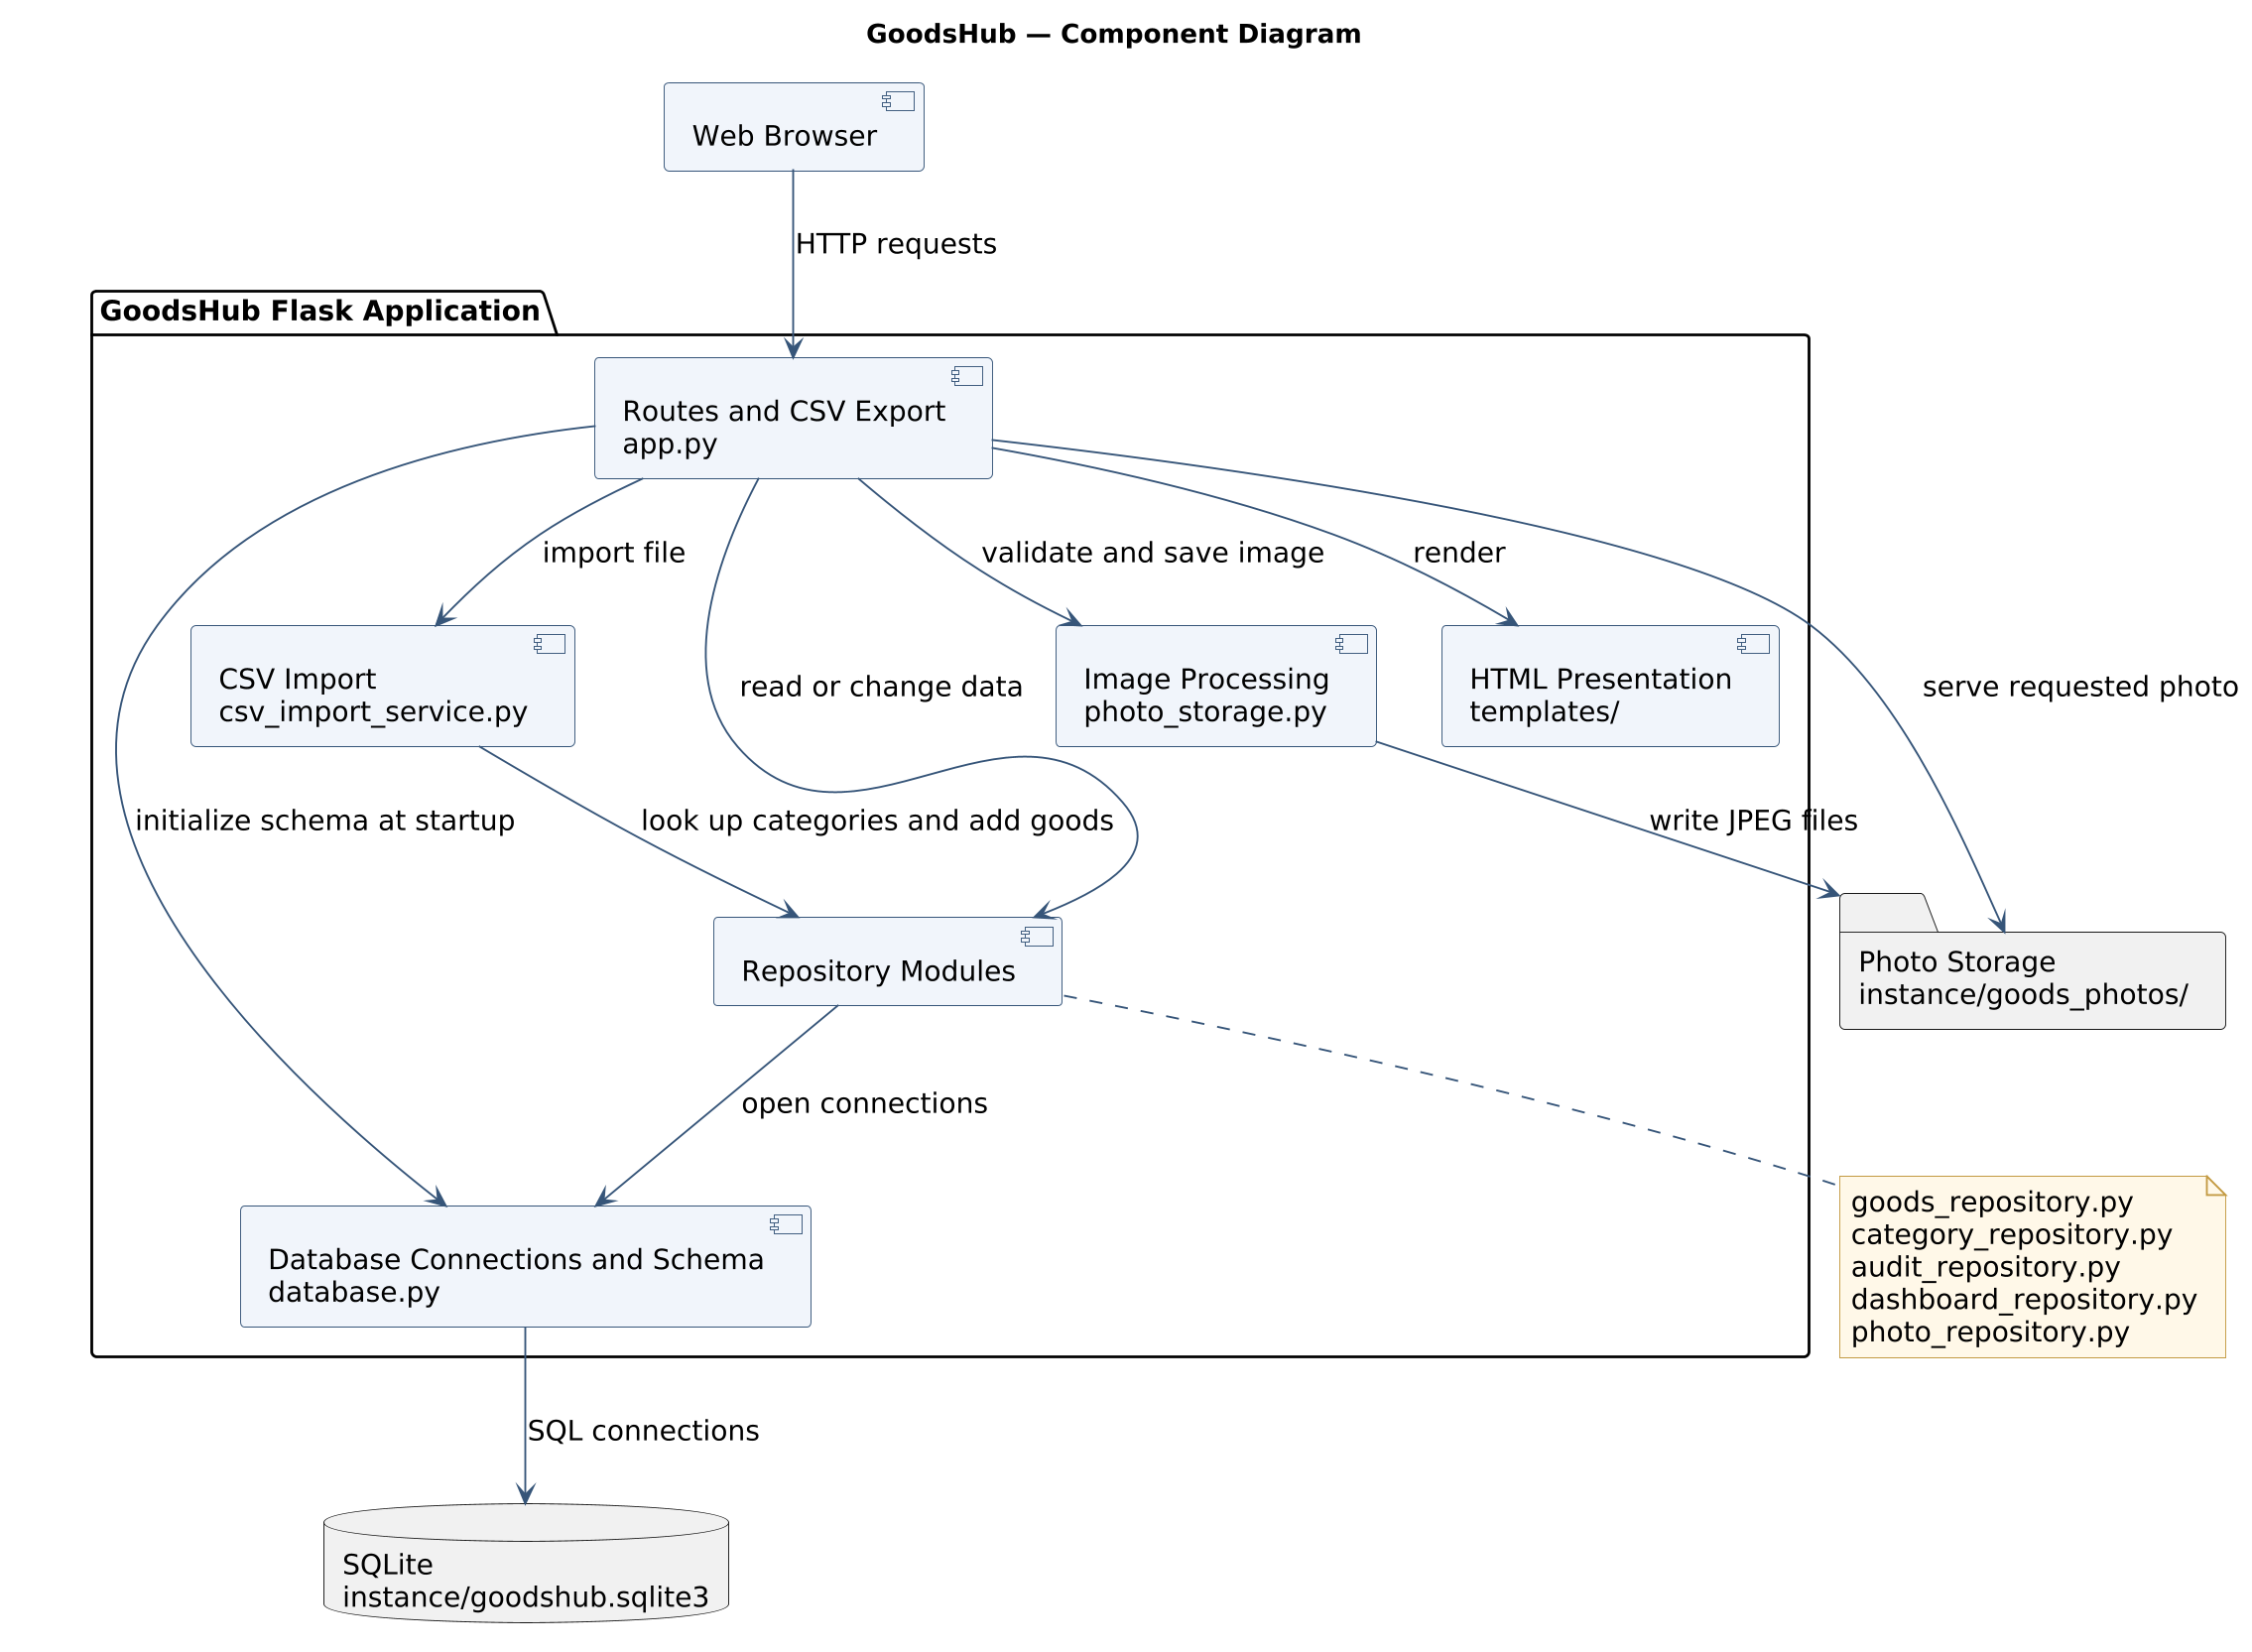 GoodsHub — Component Diagram
Web Browser
HTTP requests
GoodsHub Flask Application
Routes and CSV Export
app.py
import file
validate and save image
render
CSV Import
csv_import_service.py
read or change data
Image Processing
photo_storage.py
HTML Presentation
templates/
serve requested photo
initialize schema at startup
look up categories and add goods
write JPEG files
Repository Modules
Photo Storage
instance/goods_photos/
open connections
goods_repository.py
category_repository.py
audit_repository.py
dashboard_repository.py
photo_repository.py
Database Connections and Schema
database.py
SQL connections
SQLite
instance/goodshub.sqlite3